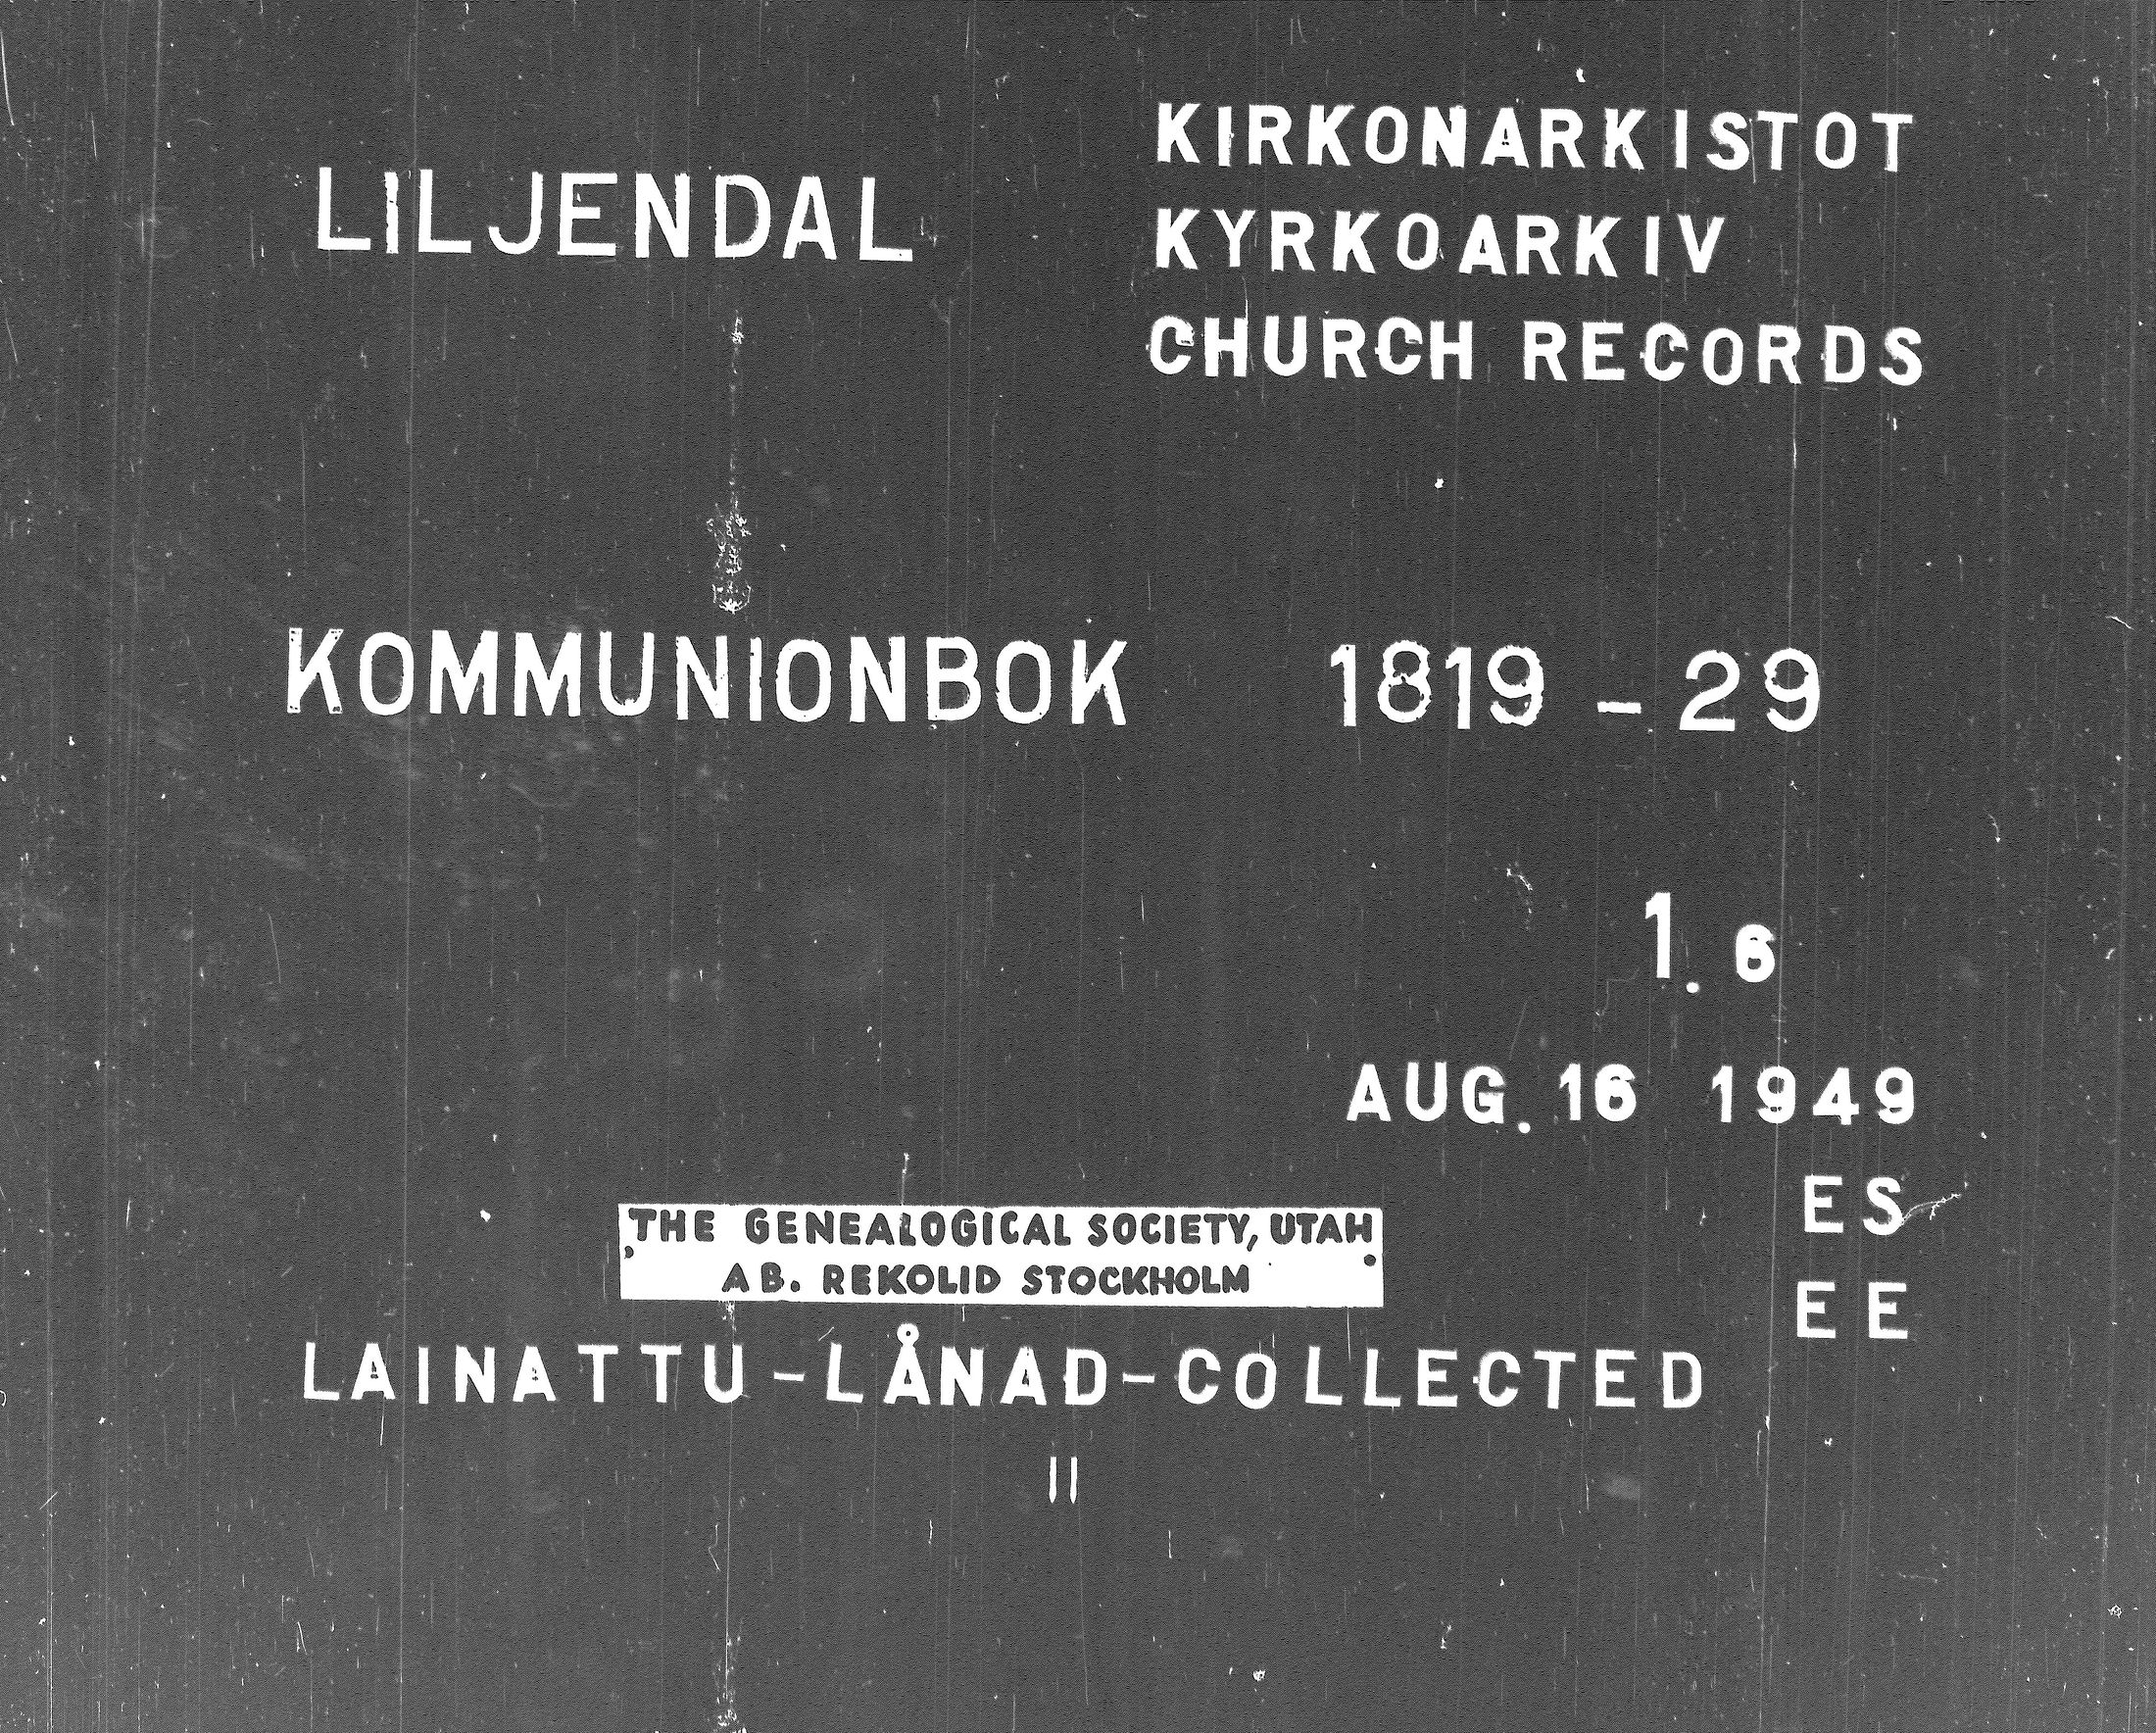 LILJENDAL
KIRKONARKISTOT
KYRKOARKIV
CHURCH RECORDS
KOMMUNIONBOK 1819-29
1.6
AUG. 16 1949
ES
EE
THE GENEALOGICAL SOCIETY, UTAH
AB. REKOLID STOCKHOLM
LAINATTU-LÅNAD-COLLECTED
II